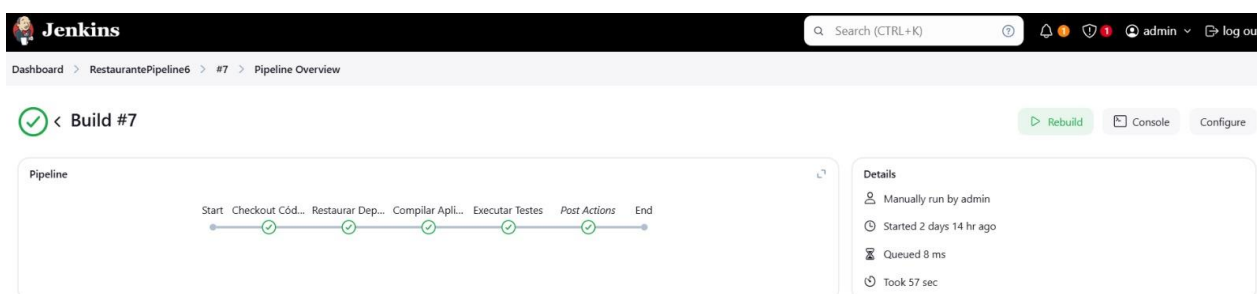 Jenkins
Search (CTRL+K) ? 1 1 admin log ou
Dashboard > RestaurantePipeline6 > #7 > Pipeline Overview
< Build #7
Rebuild Console Configure
Pipeline
Start Checkout Cód... Restaurar Dep... Compilar Apli... Executar Testes Post Actions End
Details
Manually run by admin
Started 2 days 14 hr ago
Queued 8 ms
Took 57 sec